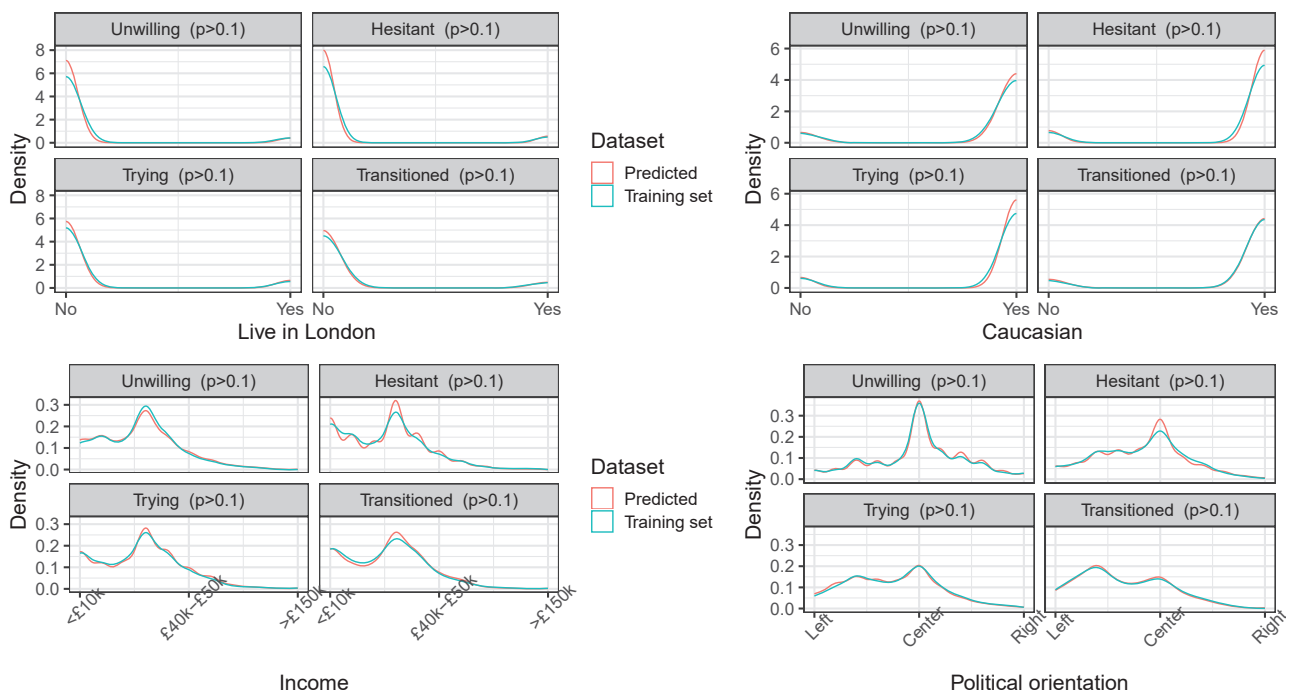 Unwilling (p>0.1) Hesitant (p>0.1)
8
6
4
2
0
Trying (p>0.1) Transitioned (p>0.1)
8
6
4
2
0
Density
No Yes No Yes
Live in London
Dataset
Predicted
Training set
Unwilling (p>0.1) Hesitant (p>0.1)
6
4
2
0
Trying (p>0.1) Transitioned (p>0.1)
6
4
2
0
Density
No Yes No Yes
Caucasian
Unwilling (p>0.1) Hesitant (p>0.1)
0.3
0.2
0.1
0.0
Trying (p>0.1) Transitioned (p>0.1)
0.3
0.2
0.1
0.0
Density
<£10k £40k−£50k >£150k <£10k £40k−£50k >£150k
Income
Dataset
Predicted
Training set
Unwilling (p>0.1) Hesitant (p>0.1)
0.3
0.2
0.1
0.0
Trying (p>0.1) Transitioned (p>0.1)
0.3
0.2
0.1
0.0
Density
Left Center Right Left Center Right
Political orientation